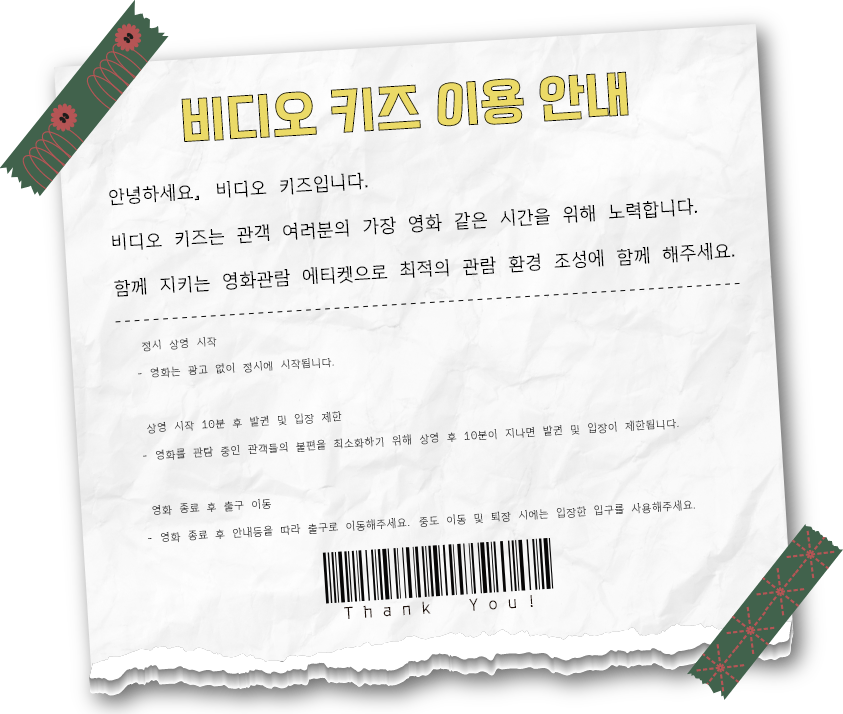 비디오 키즈 이용 안내
안녕하세요, 비디오 키즈입니다.
비디오 키즈는 관객 여러분의 가장 영화 같은 시간을 위해 노력합니다.
함께 지키는 영화관람 에티켓으로 최적의 관람 환경 조성에 함께 해주세요.
정시 상영 시작
- 영화는 광고 없이 정시에 시작됩니다.
상영 시작 10분 후 발권 및 입장 제한
- 영화를 관담 중인 관객들의 불편을 최소화하기 위해 상영 후 10분이 지나면 발권 및 입장이 제한됩니다.
영화 종료 후 출구 이동
- 영화 종료 후 안내등을 따라 출구로 이동해주세요. 중도 이동 및 퇴장 시에는 입장한 입구를 사용해주세요.
Thank You!